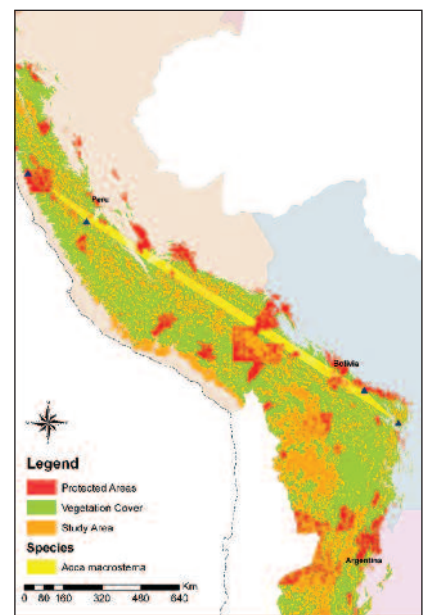 Peru
Bolivia
Argentina
Legend
Protected Areas
Vegetation Cover
Study Area
Species
Acca macrostema
Km
0 80 160 320 480 640